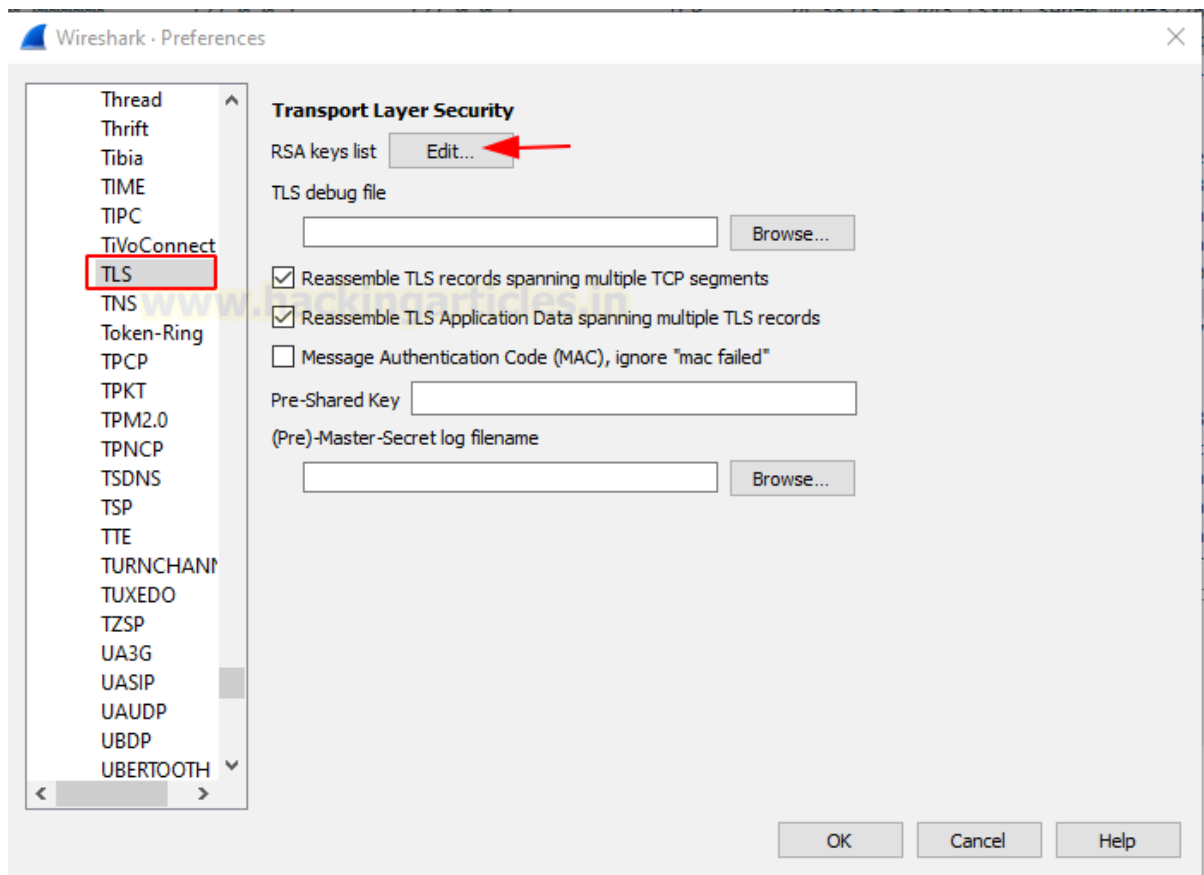 Wireshark · Preferences
Thread
Thrift
Tibia
TIME
TIPC
TiVoConnect
TLS
TNS
Token-Ring
TPCP
TPKT
TPM2.0
TPNCP
TSDNS
TSP
TTE
TURNCHANN
TUXEDO
TZSP
UA3G
UASIP
UAUDP
UBDP
UBERTOOTH
Transport Layer Security
RSA keys list Edit...
TLS debug file
Browse...
Reassemble TLS records spanning multiple TCP segments
www.hackingarticles.in
Reassemble TLS Application Data spanning multiple TLS records
Message Authentication Code (MAC), ignore "mac failed"
Pre-Shared Key
(Pre)-Master-Secret log filename
Browse...
OK Cancel Help